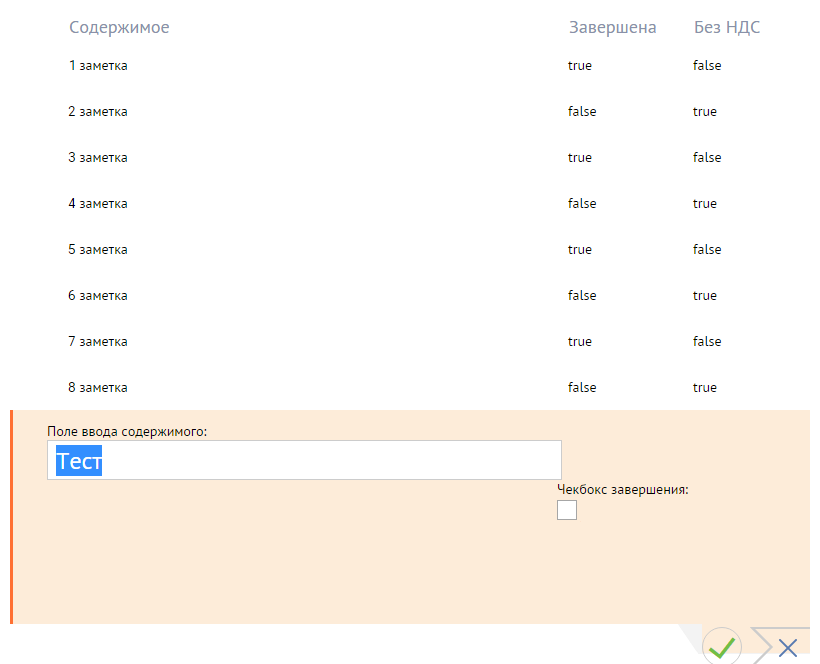 Содержимое Завершена Без НДС
1 заметка true false
2 заметка false true
3 заметка true false
4 заметка false true
5 заметка true false
6 заметка false true
7 заметка true false
8 заметка false true
Поле ввода содержимого:
Тест
Чекбокс завершения: